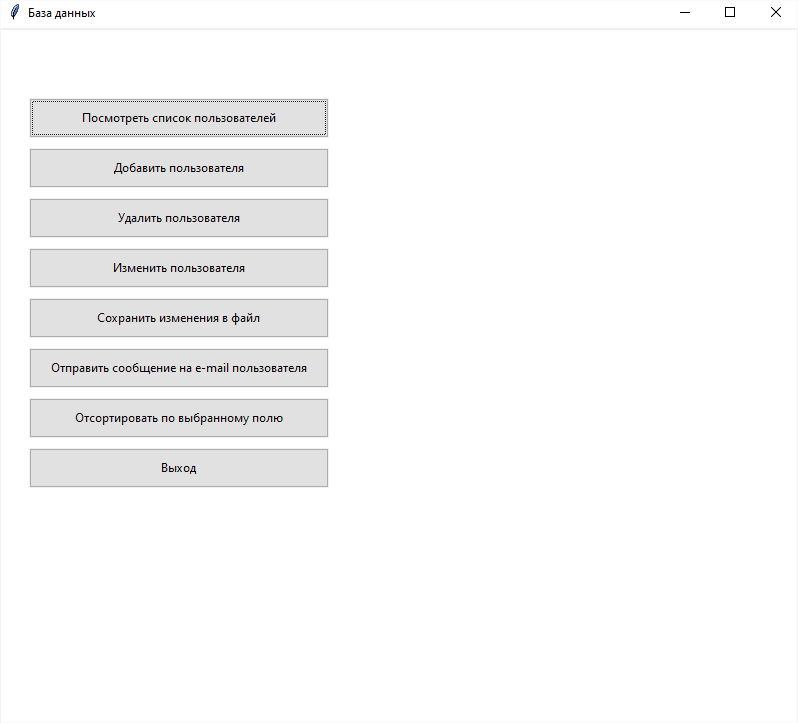 База данных
Посмотреть список пользователей
Добавить пользователя
Удалить пользователя
Изменить пользователя
Сохранить изменения в файл
Отправить сообщение на e-mail пользователя
Отсортировать по выбранному полю
Выход